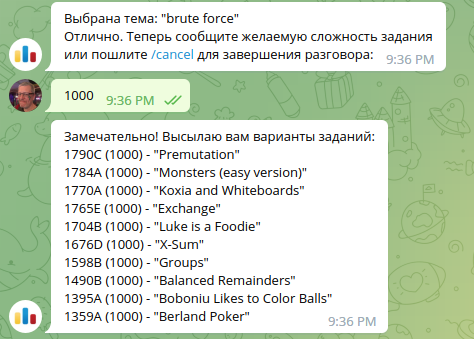 Выбрана тема: "brute force"
Отлично. Теперь сообщите желаемую сложность задания
или пошлите /cancel для завершения разговора:
9:36 PM
1000
9:36 PM
Замечательно! Высылаю вам варианты заданий:
1790C (1000) - "Premutation"
1784A (1000) - "Monsters (easy version)"
1770A (1000) - "Koxia and Whiteboards"
1765E (1000) - "Exchange"
1704B (1000) - "Luke is a Foodie"
1676D (1000) - "X-Sum"
1598B (1000) - "Groups"
1490B (1000) - "Balanced Remainders"
1395A (1000) - "Boboniu Likes to Color Balls"
1359A (1000) - "Berland Poker"
9:36 PM